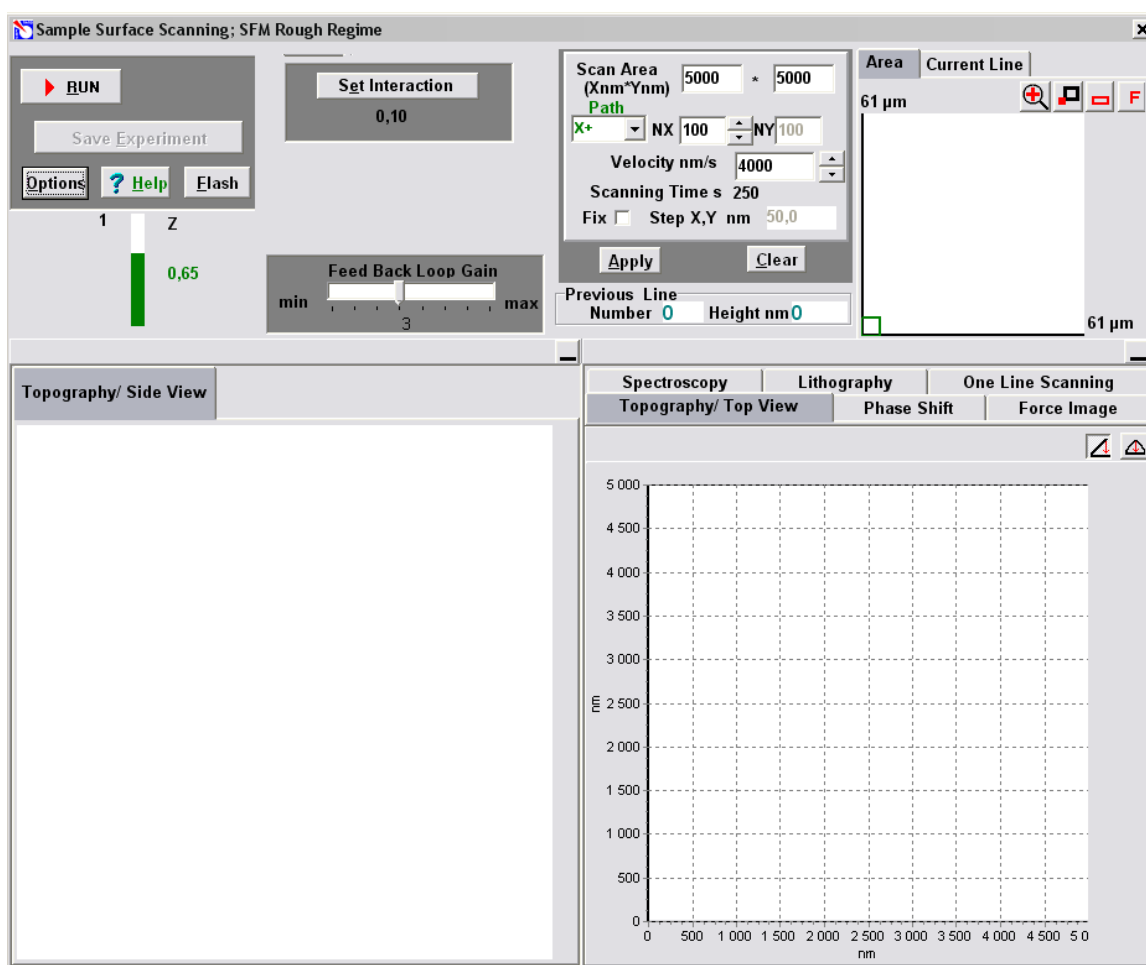 Sample Surface Scanning; SFM Rough Regime
RUN
Save Experiment
Options
? Help
Flash
1
Z
0,65
Set Interaction
0,10
Feed Back Loop Gain
min
max
3
Scan Area
(Xnm*Ynm)
5000 * 5000
Path
X+ NX 100 NY 100
Velocity nm/s 4000
Scanning Time s 250
Fix Step X,Y nm 50,0
Apply
Clear
Previous Line
Number 0 Height nm 0
Area
Current Line
61 µm
F
61 µm
Topography/ Side View
Spectroscopy
Lithography
One Line Scanning
Topography/ Top View
Phase Shift
Force Image
5 000
4 500
4 000
3 500
3 000
nm
2 500
2 000
1 500
1 000
500
0
0 500 1 000 1 500 2 000 2 500 3 000 3 500 4 000 4 500 5 0
nm